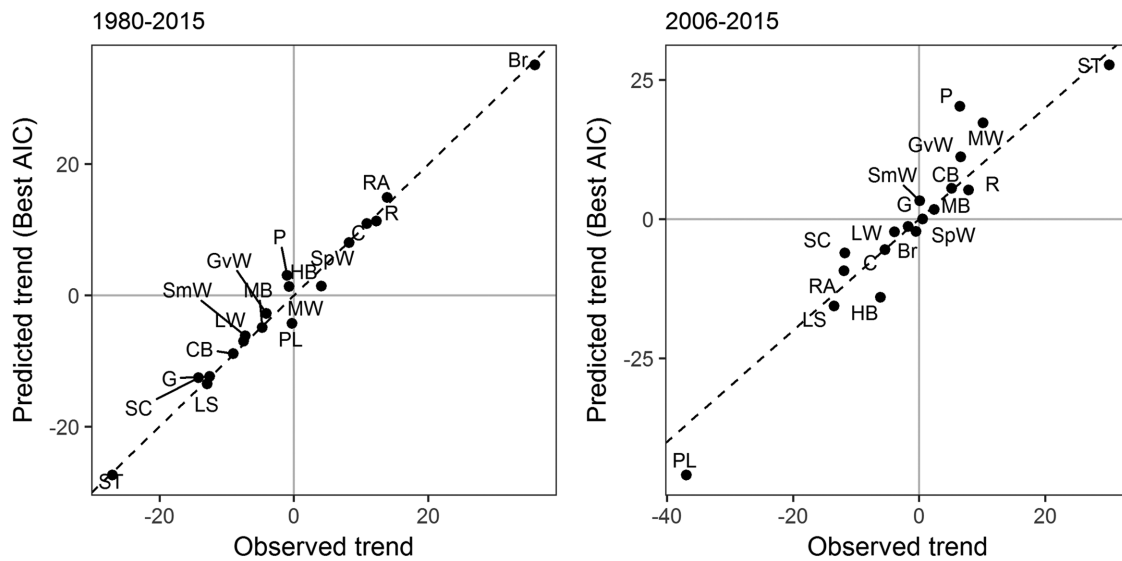 1980-2015
Predicted trend (Best AIC)
20
0
-20
Br
RA
R
C
P
SpW
HB
GvW
MB
SmW
MW
LW
PL
CB
G
SC
LS
ST
-20
0
20
Observed trend
2006-2015
Predicted trend (Best AIC)
25
0
-25
ST
P
MW
GvW
CB
SmW
R
G
MB
LW
SpW
SC
Br
C
RA
HB
LS
PL
-40
-20
0
20
Observed trend